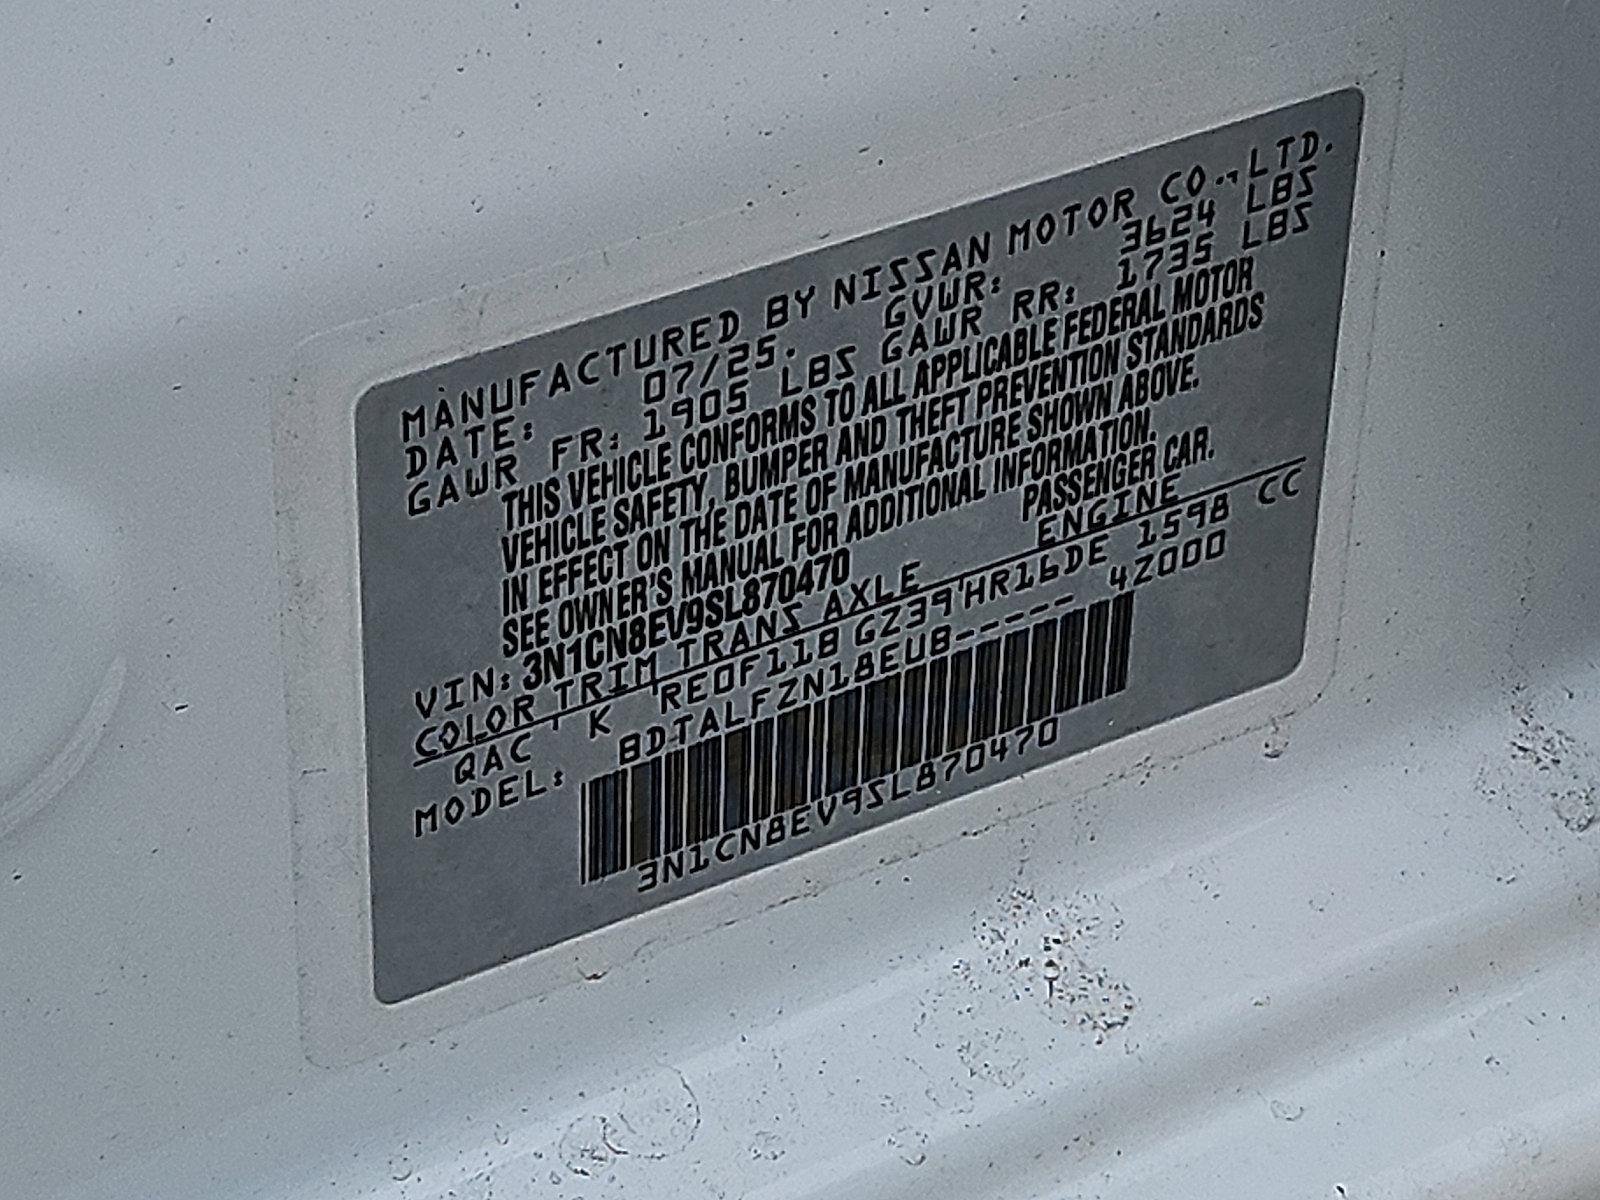 MANUFACTURED BY NISSAN MOTOR CO.,LTD.
DATE: 07/25. GVWR: 3624 LBS
GAWR FR: 1905 LBS GAWR RR: 1735 LBS
THIS VEHICLE CONFORMS TO ALL APPLICABLE FEDERAL MOTOR
VEHICLE SAFETY, BUMPER AND THEFT PREVENTION STANDARDS
IN EFFECT ON THE DATE OF MANUFACTURE SHOWN ABOVE.
SEE OWNER'S MANUAL FOR ADDITIONAL INFORMATION.
VIN: 3N1CN8EV9SL870470 PASSENGER CAR.
COLOR TRIM TRANS AXLE ENGINE
QAC K RE0F11B GZ39 HR16DE 1598 CC
MODEL: BDTALFZN18EUB----- 4Z000
3N1CN8EV9SL870470